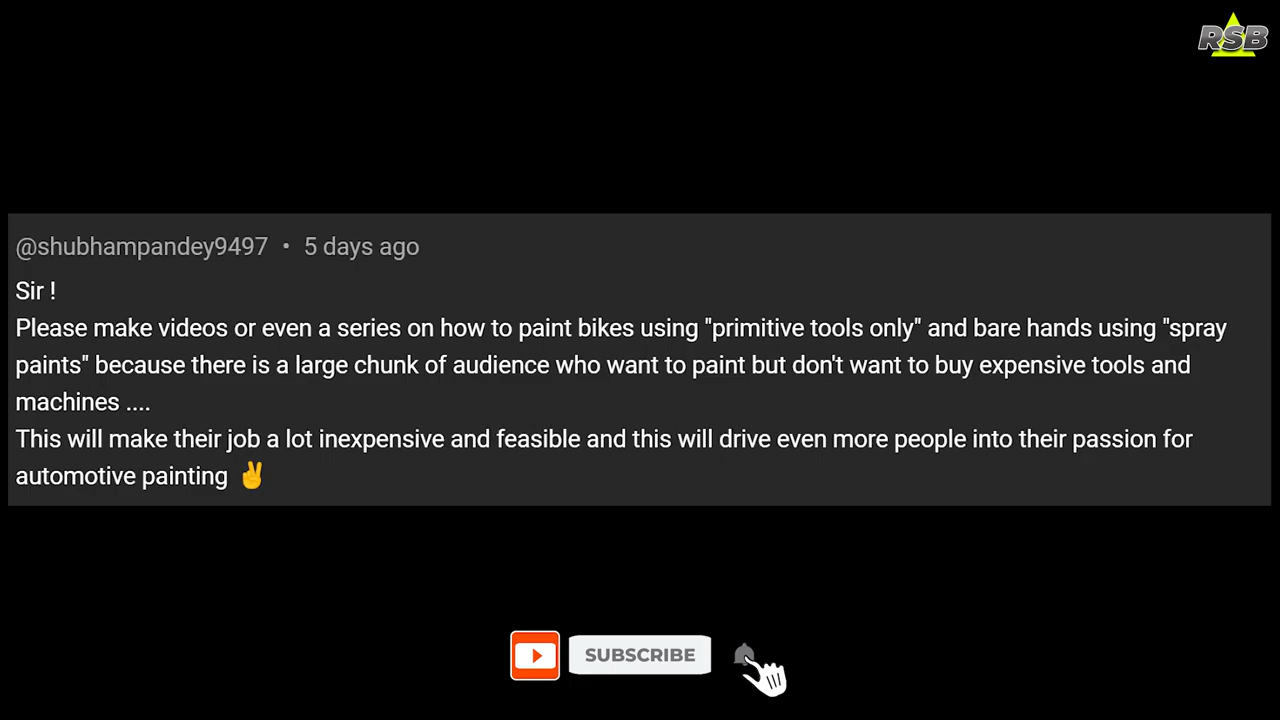 RSB
@shubhampandey9497 • 5 days ago
Sir !
Please make videos or even a series on how to paint bikes using "primitive tools only" and bare hands using "spray
paints" because there is a large chunk of audience who want to paint but don't want to buy expensive tools and
machines ....
This will make their job a lot inexpensive and feasible and this will drive even more people into their passion for
automotive painting ✌
SUBSCRIBE